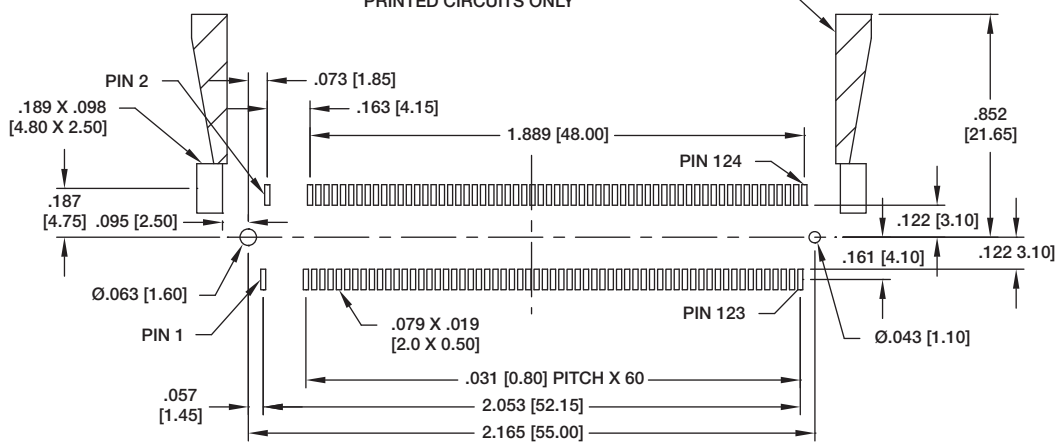 PRINTED CIRCUITS ONLY
PIN 2
.073 [1.85]
.189 X .098
[4.80 X 2.50]
.163 [4.15]
1.889 [48.00]
.852
[21.65]
PIN 124
.187
[4.75]
.095 [2.50]
.122 [3.10]
.161 [4.10]
.122 3.10]
Ø.063 [1.60]
PIN 1
.079 X .019
[2.0 X 0.50]
PIN 123
Ø.043 [1.10]
.031 [0.80] PITCH X 60
.057
[1.45]
2.053 [52.15]
2.165 [55.00]